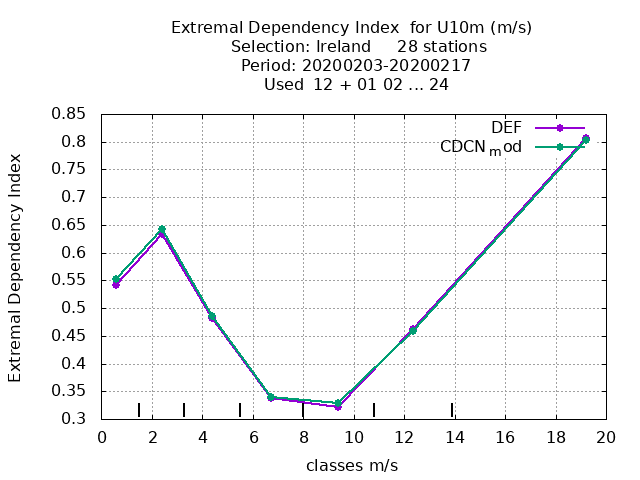 Extremal Dependency Index  for U10m (m/s)
Selection: Ireland     28 stations
Period: 20200203-20200217
Used  12 + 01 02 ... 24
DEF
CDCN_mod
Extremal Dependency Index
0.85
0.8
0.75
0.7
0.65
0.6
0.55
0.5
0.45
0.4
0.35
0.3
0 2 4 6 8 10 12 14 16 18 20
classes m/s